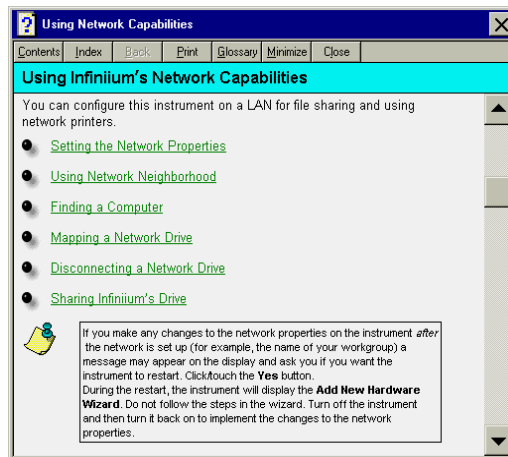 Using Network Capabilities
Contents Index Back Print Glossary Minimize Close
Using Infiniium's Network Capabilities
You can configure this instrument on a LAN for file sharing and using
network printers.
Setting the Network Properties
Using Network Neighborhood
Finding a Computer
Mapping a Network Drive
Disconnecting a Network Drive
Sharing Infiniium's Drive
If you make any changes to the network properties on the instrument after
the network is set up (for example, the name of your workgroup) a
message may appear on the display and ask you if you want the
instrument to restart. Click/touch the Yes button.
During the restart, the instrument will display the Add New Hardware
Wizard. Do not follow the steps in the wizard. Turn off the instrument
and then turn it back on to implement the changes to the network
properties.